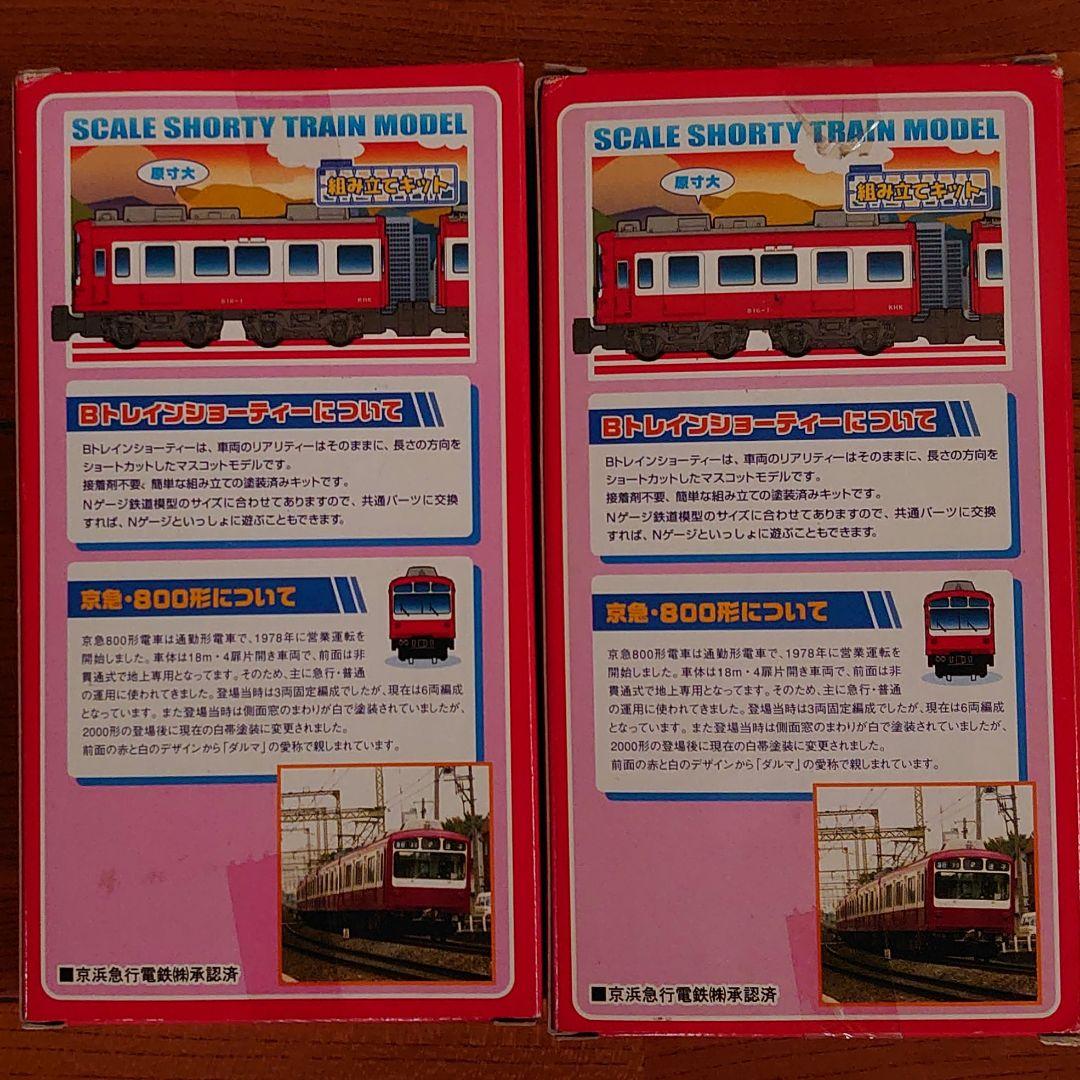 SCALE SHORTY TRAIN MODEL
原寸大
組み立てキット
816-1
KHK
Bトレインショーティーについて
Bトレインショーティーは、車両のリアリティーはそのままに、長さの方向を
ショートカットしたマスコットモデルです。
接着剤不要、簡単な組み立ての塗装済みキットです。
Nゲージ鉄道模型のサイズに合わせてありますので、共通パーツに交換
すれば、Nゲージといっしょに遊ぶこともできます。
京急・800形について
京急800形電車は通勤形電車で、1978年に営業運転を
開始しました。車体は18m・4扉片開き車両で、前面は非
貫通式で地上専用となってます。そのため、主に急行・普通
の運用に使われてきました。登場当時は3両固定編成でしたが、現在は6両編成
となっています。また登場当時は側面窓のまわりが白で塗装されていましたが、
2000形の登場後に現在の白帯塗装に変更されました。
前面の赤と白のデザインから「ダルマ」の愛称で親しまれています。
■京浜急行電鉄㈱承認済
SCALE SHORTY TRAIN MODEL
原寸大
組み立てキット
816-1
KHK
Bトレインショーティーについて
Bトレインショーティーは、車両のリアリティーはそのままに、長さの方向を
ショートカットしたマスコットモデルです。
接着剤不要、簡単な組み立ての塗装済みキットです。
Nゲージ鉄道模型のサイズに合わせてありますので、共通パーツに交換
すれば、Nゲージといっしょに遊ぶこともできます。
京急・800形について
京急800形電車は通勤形電車で、1978年に営業運転を
開始しました。車体は18m・4扉片開き車両で、前面は非
貫通式で地上専用となってます。そのため、主に急行・普通
の運用に使われてきました。登場当時は3両固定編成でしたが、現在は6両編成
となっています。また登場当時は側面窓のまわりが白で塗装されていましたが、
2000形の登場後に現在の白帯塗装に変更されました。
前面の赤と白のデザインから「ダルマ」の愛称で親しまれています。
■京浜急行電鉄㈱承認済